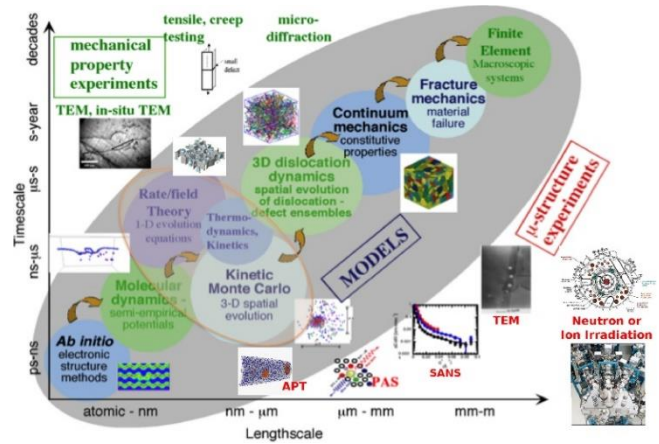 decades
s-year
μs-s
ns-μs
ps-ns
Timescale
mechanical
property
experiments
tensile, creep
testing
micro-
diffraction
small
defect
TEM, in-situ TEM
Finite
Element
Macroscopic
systems
Fracture
mechanics
material
failure
Continuum
mechanics
constitutive
properties
3D dislocation
dynamics
spatial
evolution
of dislocation -
defect ensembles
Rate/field
Theory
1-D evolution
equations
Thermo-
dynamics,
Kinetics
Kinetic
Monte Carlo
3-D spatial
evolution
Molecular
dynamics -
semi-empirical
potentials
Ab initio
electronic
structure
methods
MODELS
μ-structure
experiments
TEM
SANS
PAS
APT
Neutron or
Ion Irradiation
atomic - nm
nm - μm
μm - mm
mm-m
Lengthscale